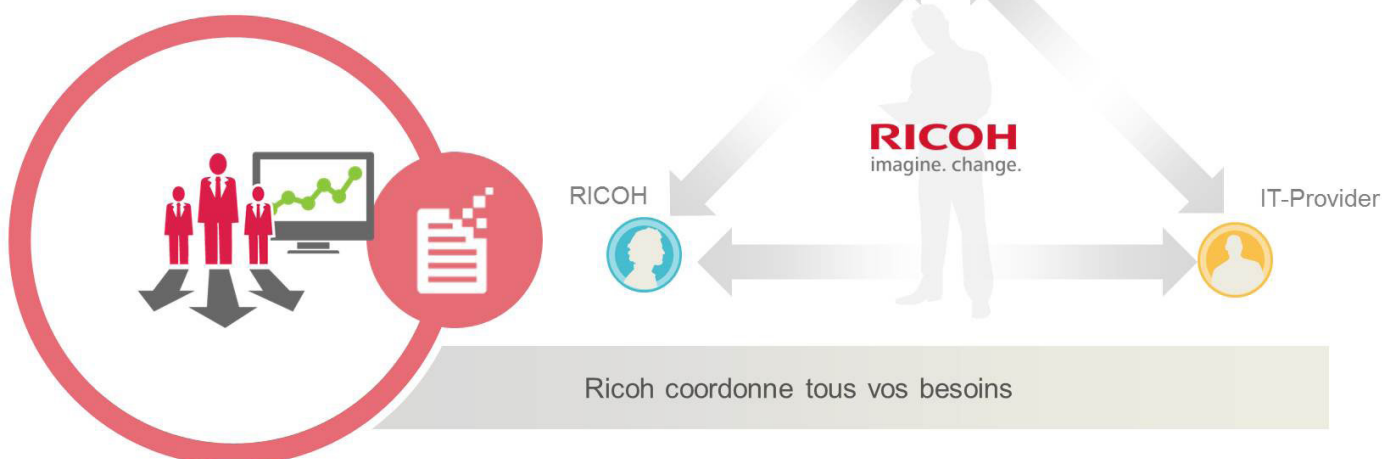 RICOH
imagine. change.
RICOH
IT-Provider
Ricoh coordonne tous vos besoins